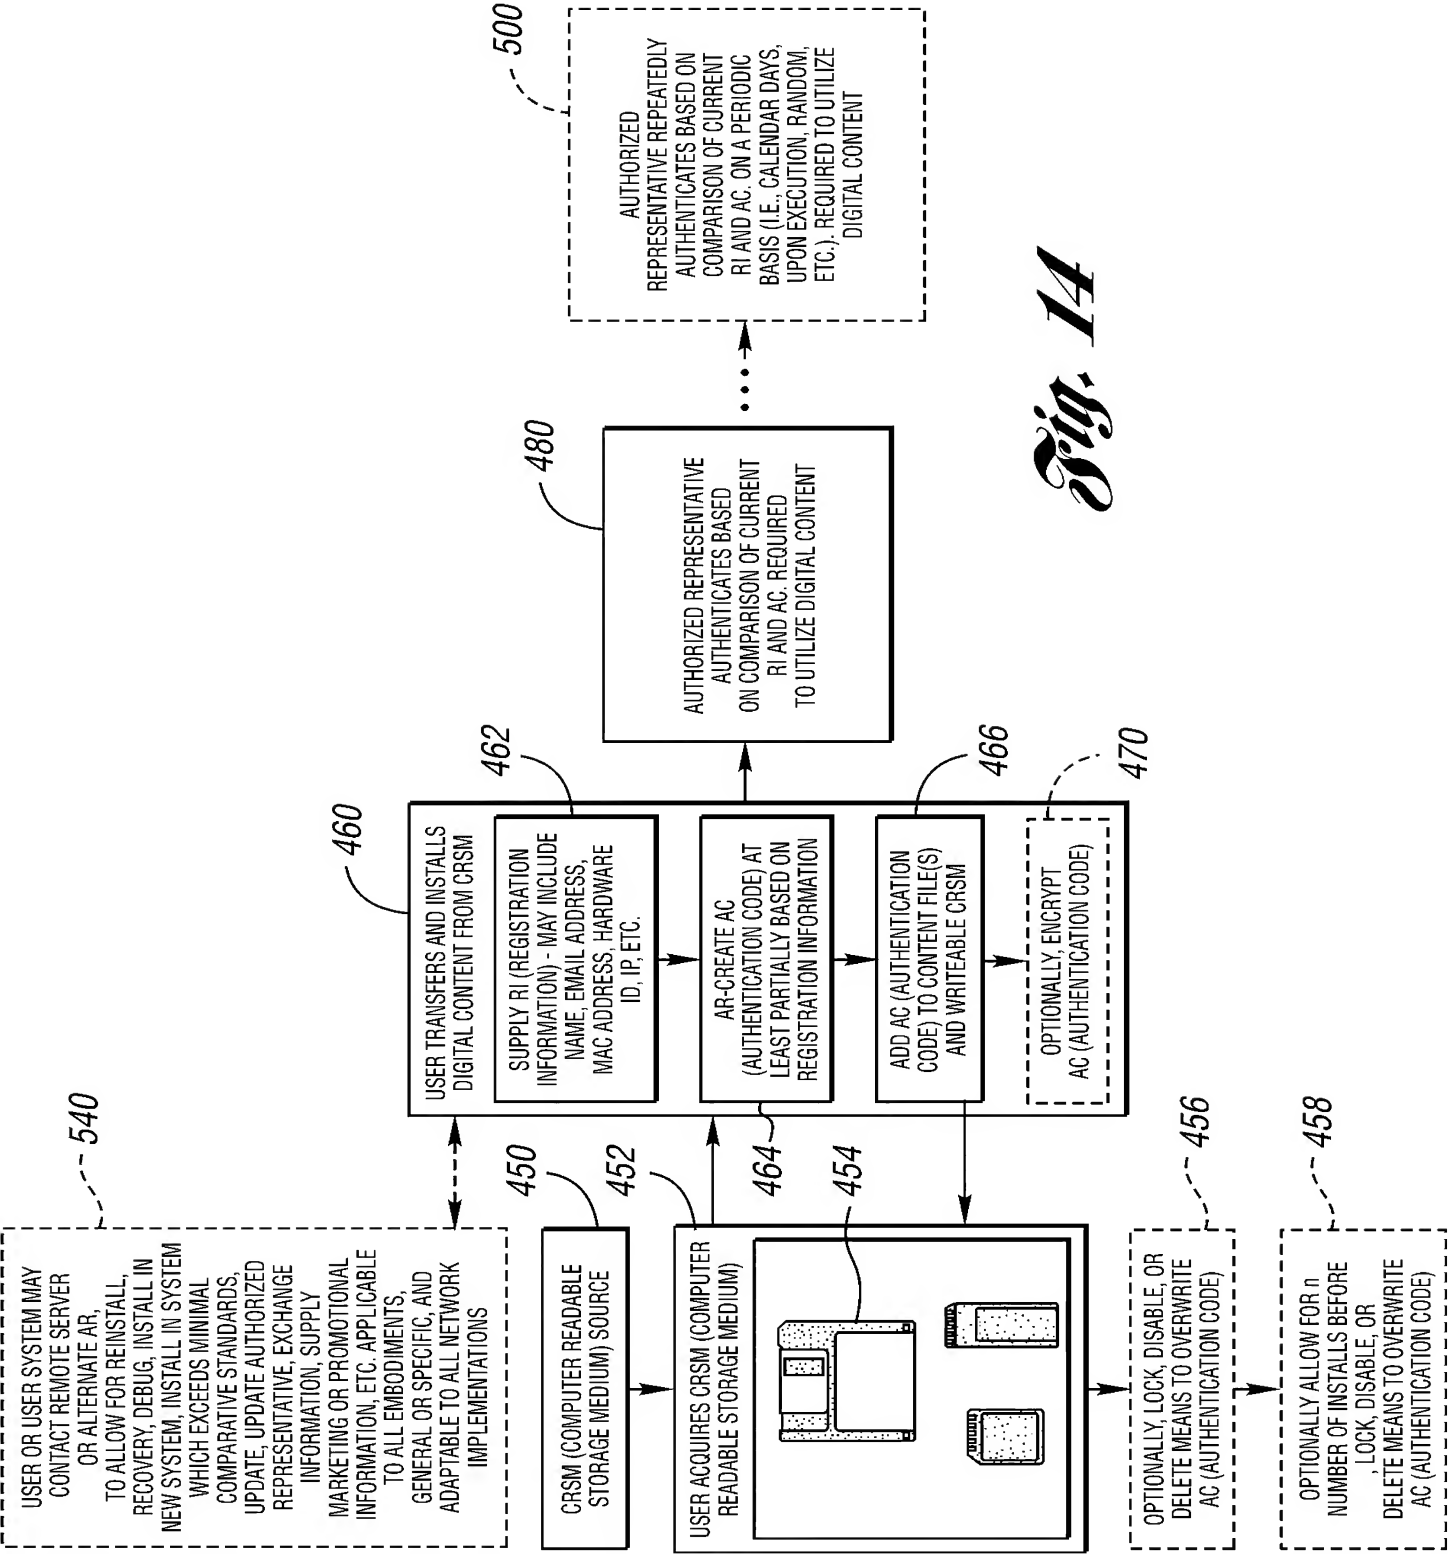 540
USER OR USER SYSTEM MAY
CONTACT REMOTE SERVER
OR ALTERNATE AR,
TO ALLOW FOR REINSTALL,
RECOVERY, DEBUG, INSTALL IN
NEW SYSTEM, INSTALL IN SYSTEM
WHICH EXCEEDS MINIMAL
COMPARATIVE STANDARDS,
UPDATE, UPDATE AUTHORIZED
REPRESENTATIVE, EXCHANGE
INFORMATION, SUPPLY
MARKETING OR PROMOTIONAL
INFORMATION, ETC. APPLICABLE
TO ALL EMBODIMENTS,
GENERAL OR SPECIFIC, AND
ADAPTABLE TO ALL NETWORK
IMPLEMENTATIONS
450
CRSM (COMPUTER READABLE
STORAGE MEDIUM) SOURCE
452
USER ACQUIRES CRSM (COMPUTER
READABLE STORAGE MEDIUM)
454
456
OPTIONALLY, LOCK, DISABLE, OR
DELETE MEANS TO OVERWRITE
AC (AUTHENTICATION CODE)
458
OPTIONALLY ALLOW FOR n
NUMBER OF INSTALLS BEFORE
, LOCK, DISABLE, OR
DELETE MEANS TO OVERWRITE
AC (AUTHENTICATION CODE)
460
USER TRANSFERS AND INSTALLS
DIGITAL CONTENT FROM CRSM
462
SUPPLY RI (REGISTRATION
INFORMATION) - MAY INCLUDE
NAME, EMAIL ADDRESS,
MAC ADDRESS, HARDWARE
ID, IP, ETC.
464
AR-CREATE AC
(AUTHENTICATION CODE) AT
LEAST PARTIALLY BASED ON
REGISTRATION INFORMATION
466
ADD AC (AUTHENTICATION
CODE) TO CONTENT FILE(S)
AND WRITEABLE CRSM
470
OPTIONALLY, ENCRYPT
AC (AUTHENTICATION CODE)
480
AUTHORIZED REPRESENTATIVE
AUTHENTICATES BASED
ON COMPARISON OF CURRENT
RI AND AC. REQUIRED
TO UTILIZE DIGITAL CONTENT
500
AUTHORIZED
REPRESENTATIVE REPEATEDLY
AUTHENTICATES BASED ON
COMPARISON OF CURRENT
RI AND AC. ON A PERIODIC
BASIS (I.E., CALENDAR DAYS,
UPON EXECUTION, RANDOM,
ETC.). REQUIRED TO UTILIZE
DIGITAL CONTENT
Fig. 14